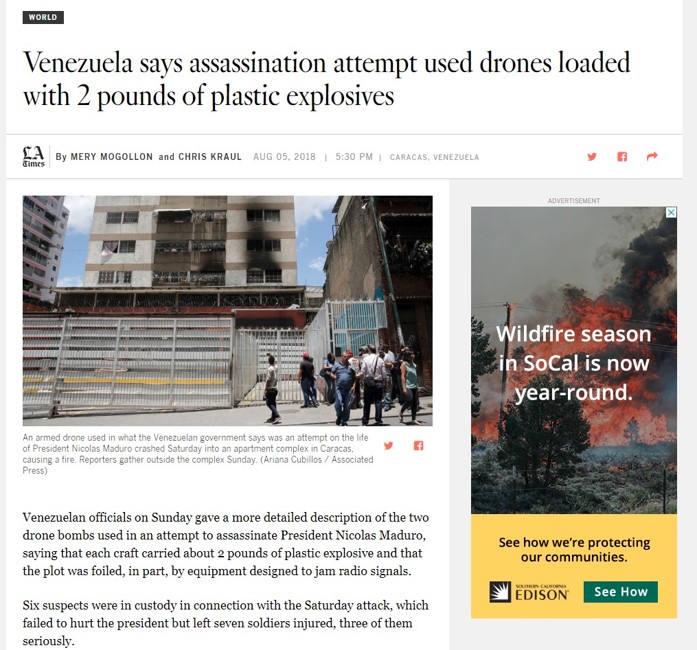 WORLD
Venezuela says assassination attempt used drones loaded
with 2 pounds of plastic explosives
LA
Times
By MERY MOGOLLON and CHRIS KRAUL AUG 05, 2018 | 5:30 PM | CARACAS, VENEZUELA
An armed drone used in what the Venezuelan government says was an attempt on the life
of President Nicolas Maduro crashed Saturday into an apartment complex in Caracas,
causing a fire. Reporters gather outside the complex Sunday. (Ariana Cubillos / Associated
Press)
Venezuelan officials on Sunday gave a more detailed description of the two
drone bombs used in an attempt to assassinate President Nicolas Maduro,
saying that each craft carried about 2 pounds of plastic explosive and that
the plot was foiled, in part, by equipment designed to jam radio signals.
Six suspects were in custody in connection with the Saturday attack, which
failed to hurt the president but left seven soldiers injured, three of them
seriously.
ADVERTISEMENT
Wildfire season
in SoCal is now
year-round.
See how we're protecting
our communities.
SOUTHERN CALIFORNIA
EDISON
See How